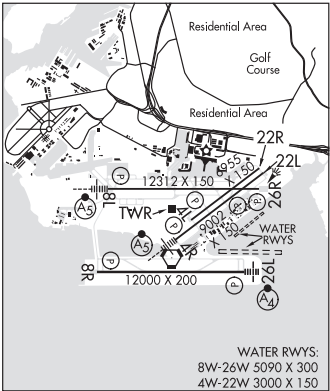 Residential Area
Golf
Course
Residential Area
22R
22L
6955 X 150
12312 X 150
8L
P
A5
TWR
P
P
9002 X 150
26R
WATER
RWYS
A5
4R
P
8R
12000 X 200
26L
P
A4
WATER RWYS:
8W-26W 5090 X 300
4W-22W 3000 X 150